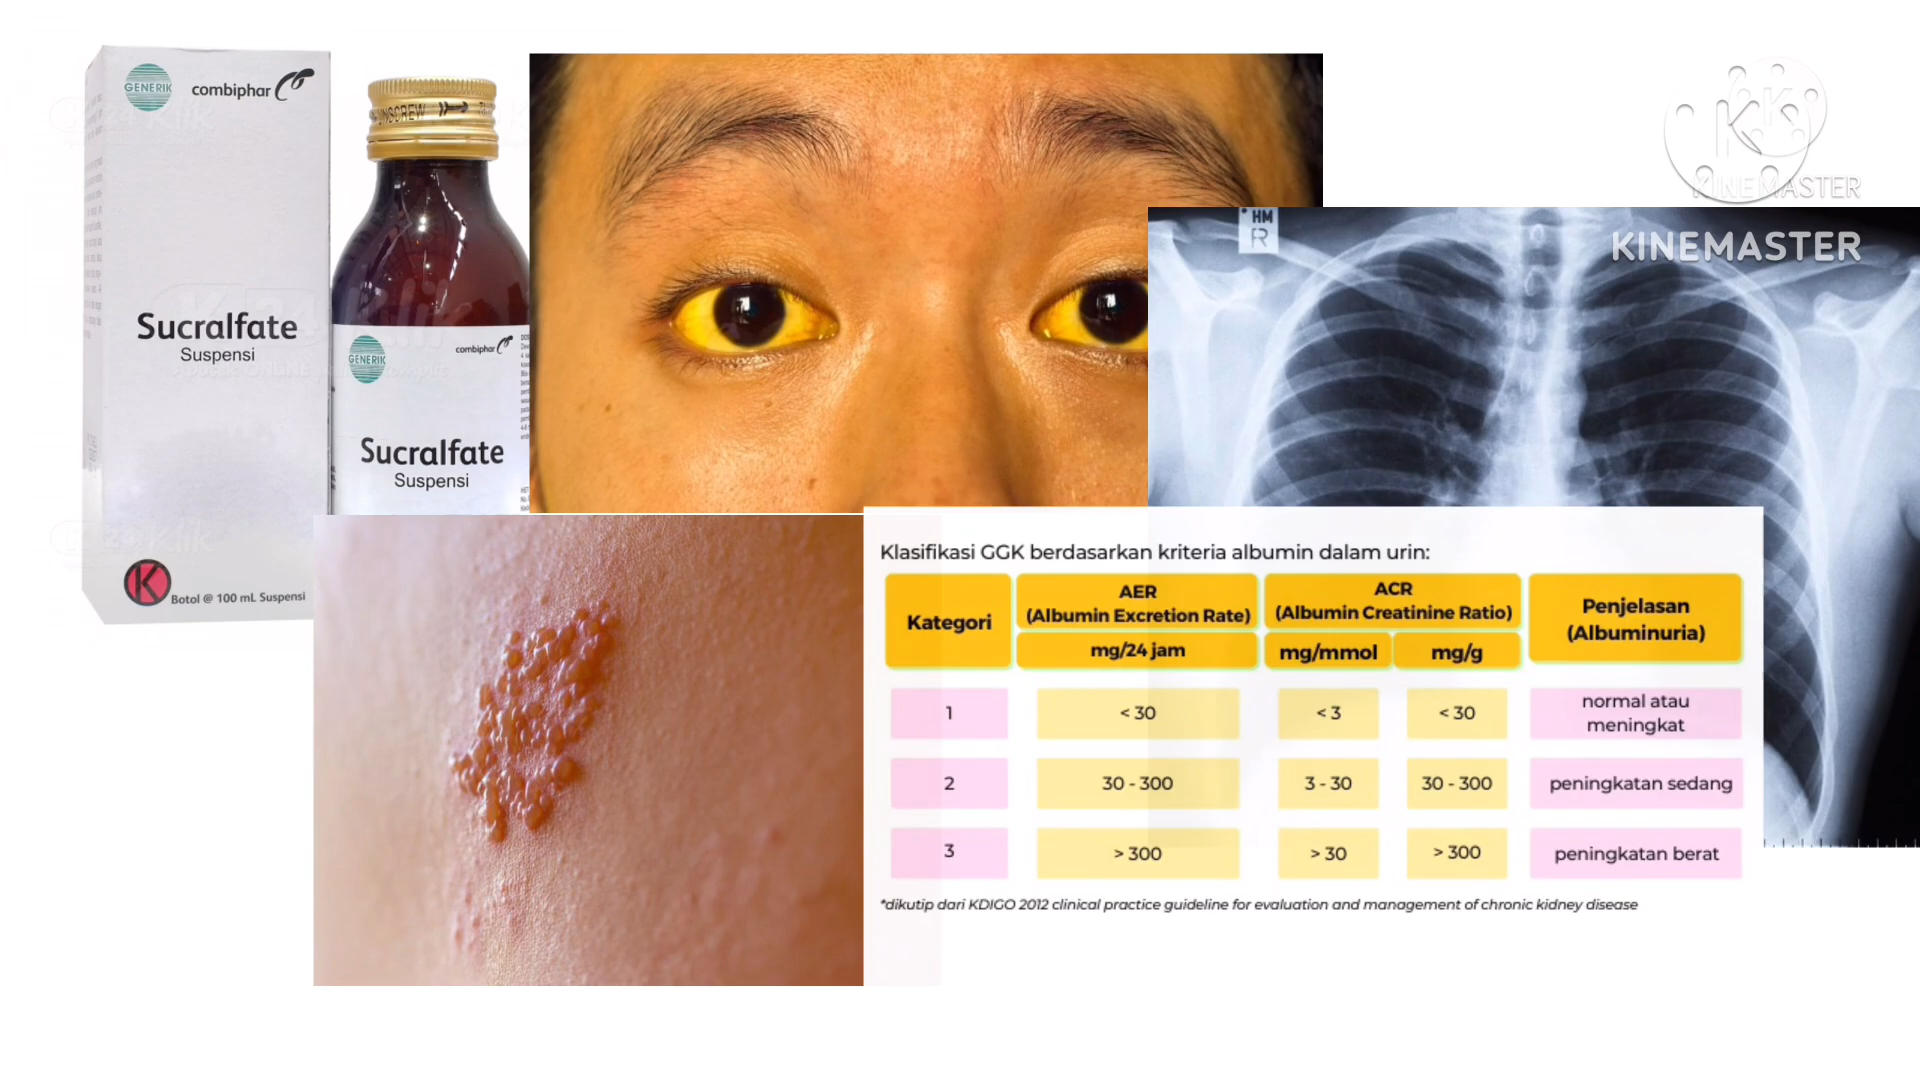 GENERIK combiphar
Sucralfate
Suspensi
K Botol @ 100 mL Suspensi
UNSCREW
GENERIK combiphar
Sucralfate
Suspensi
HM
R
K K
KINEMASTER
KINEMASTER
Klasifikasi GGK berdasarkan kriteria albumin dalam urin:
Kategori
AER
(Albumin Excretion Rate)
mg/24 jam
ACR
(Albumin Creatinine Ratio)
mg/mmol mg/g
Penjelasan
(Albuminuria)
1 < 30 < 3 < 30 normal atau
meningkat
2 30 - 300 3 - 30 30 - 300 peningkatan sedang
3 > 300 > 30 > 300 peningkatan berat
*dikutip dari KDIGO 2012 clinical practice guideline for evaluation and management of chronic kidney disease